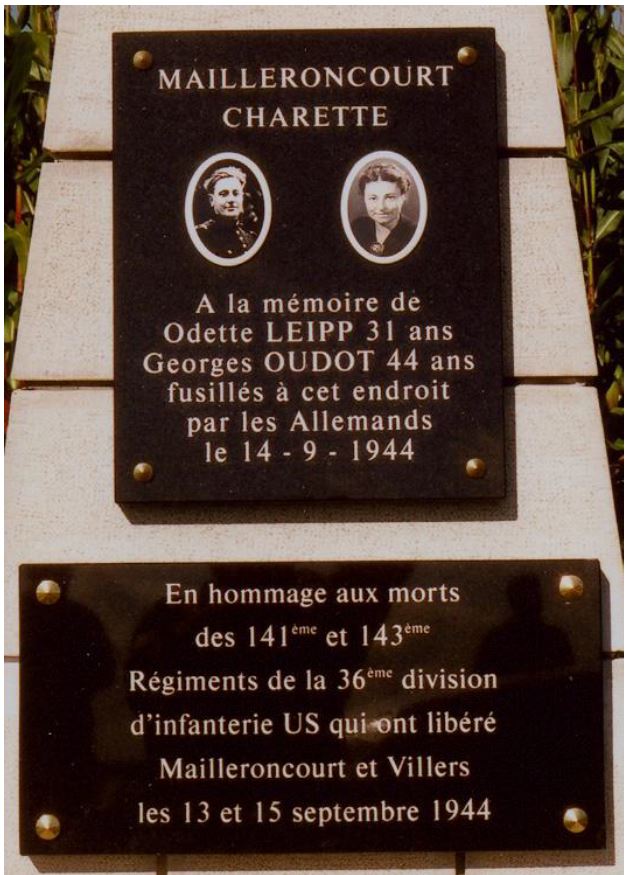 MAILLERONCOURT
CHARETTE
A la mémoire de
Odette LEIPP 31 ans
Georges OUDOT 44 ans
fusillés à cet endroit
par les Allemands
le 14 - 9 - 1944
En hommage aux morts
des 141ème et 143ème
Régiments de la 36ème division
d'infanterie US qui ont libéré
Mailleroncourt et Villers
les 13 et 15 septembre 1944